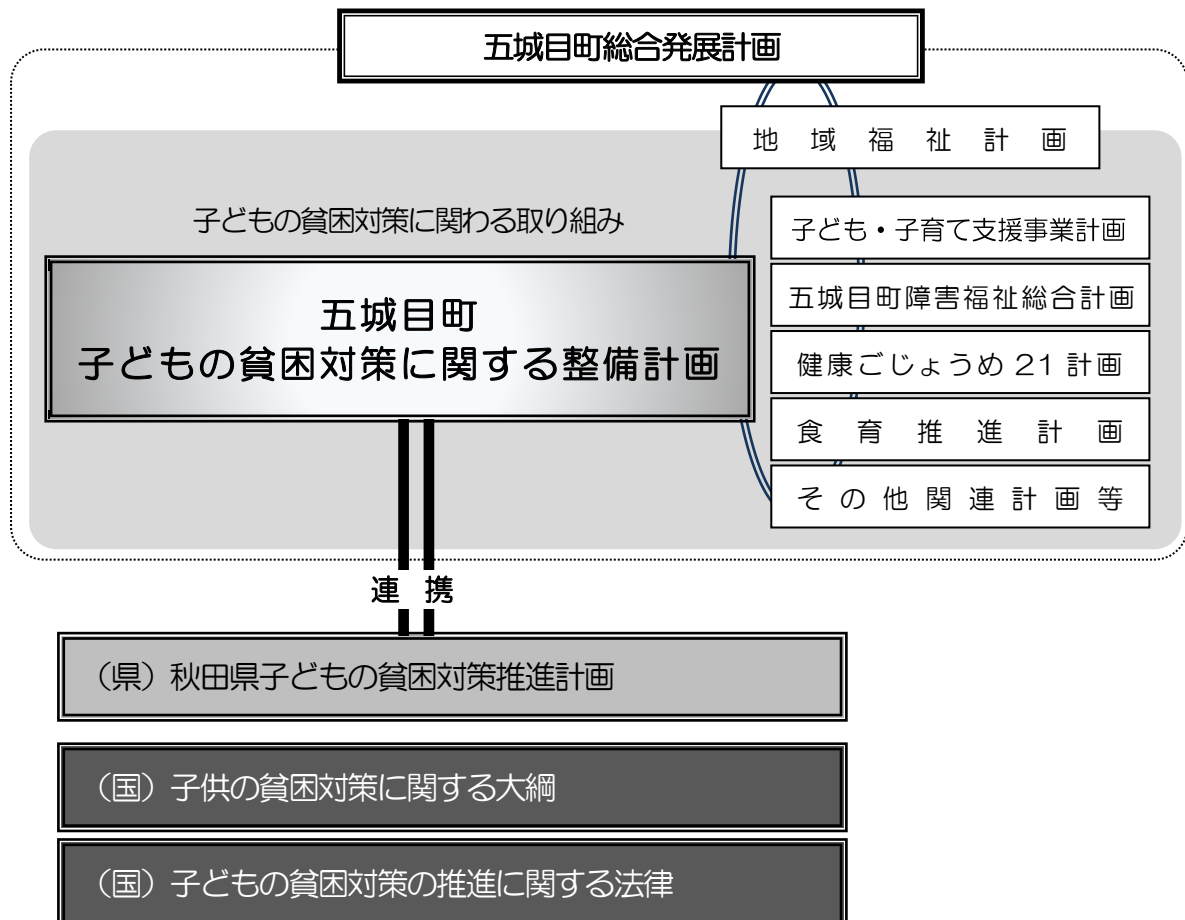 五城目町総合発展計画
地域福祉計画
子どもの貧困対策に関わる取り組み
子ども・子育て支援事業計画
五城目町障害福祉総合計画
健康ごじょうめ 21 計画
食育推進計画
その他関連計画等
五城目町
子どもの貧困対策に関する整備計画
連携
（県）秋田県子どもの貧困対策推進計画
（国）子供の貧困対策に関する大綱
（国）子どもの貧困対策の推進に関する法律